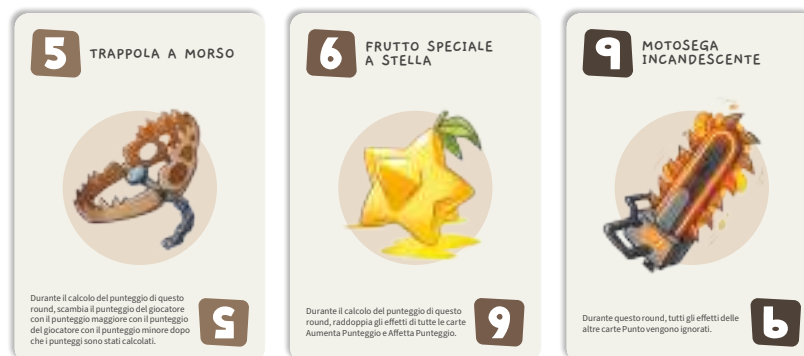 5
TRAPPOLA A MORSO
Durante il calcolo del punteggio di questo
round, scambia il punteggio del giocatore
con il punteggio maggiore con il punteggio
del giocatore con il punteggio minore dopo
che i punteggi sono stati calcolati.
5
6
FRUTTO SPECIALE
A STELLA
Durante il calcolo del punteggio di questo
round, raddoppia gli effetti di tutte le carte
Aumenta Punteggio e Affetta Punteggio.
6
9
MOTOSEGA
INCANDESCENTE
Durante questo round, tutti gli effetti delle
altre carte Punto vengono ignorati.
9